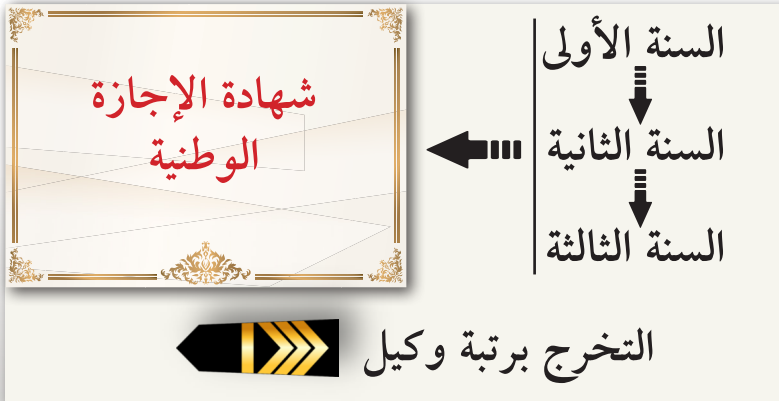 السنة الأولى
السنة الثانية
السنة الثالثة
شهادة الإجازة
الوطنية
التخرج برتبة وكيل